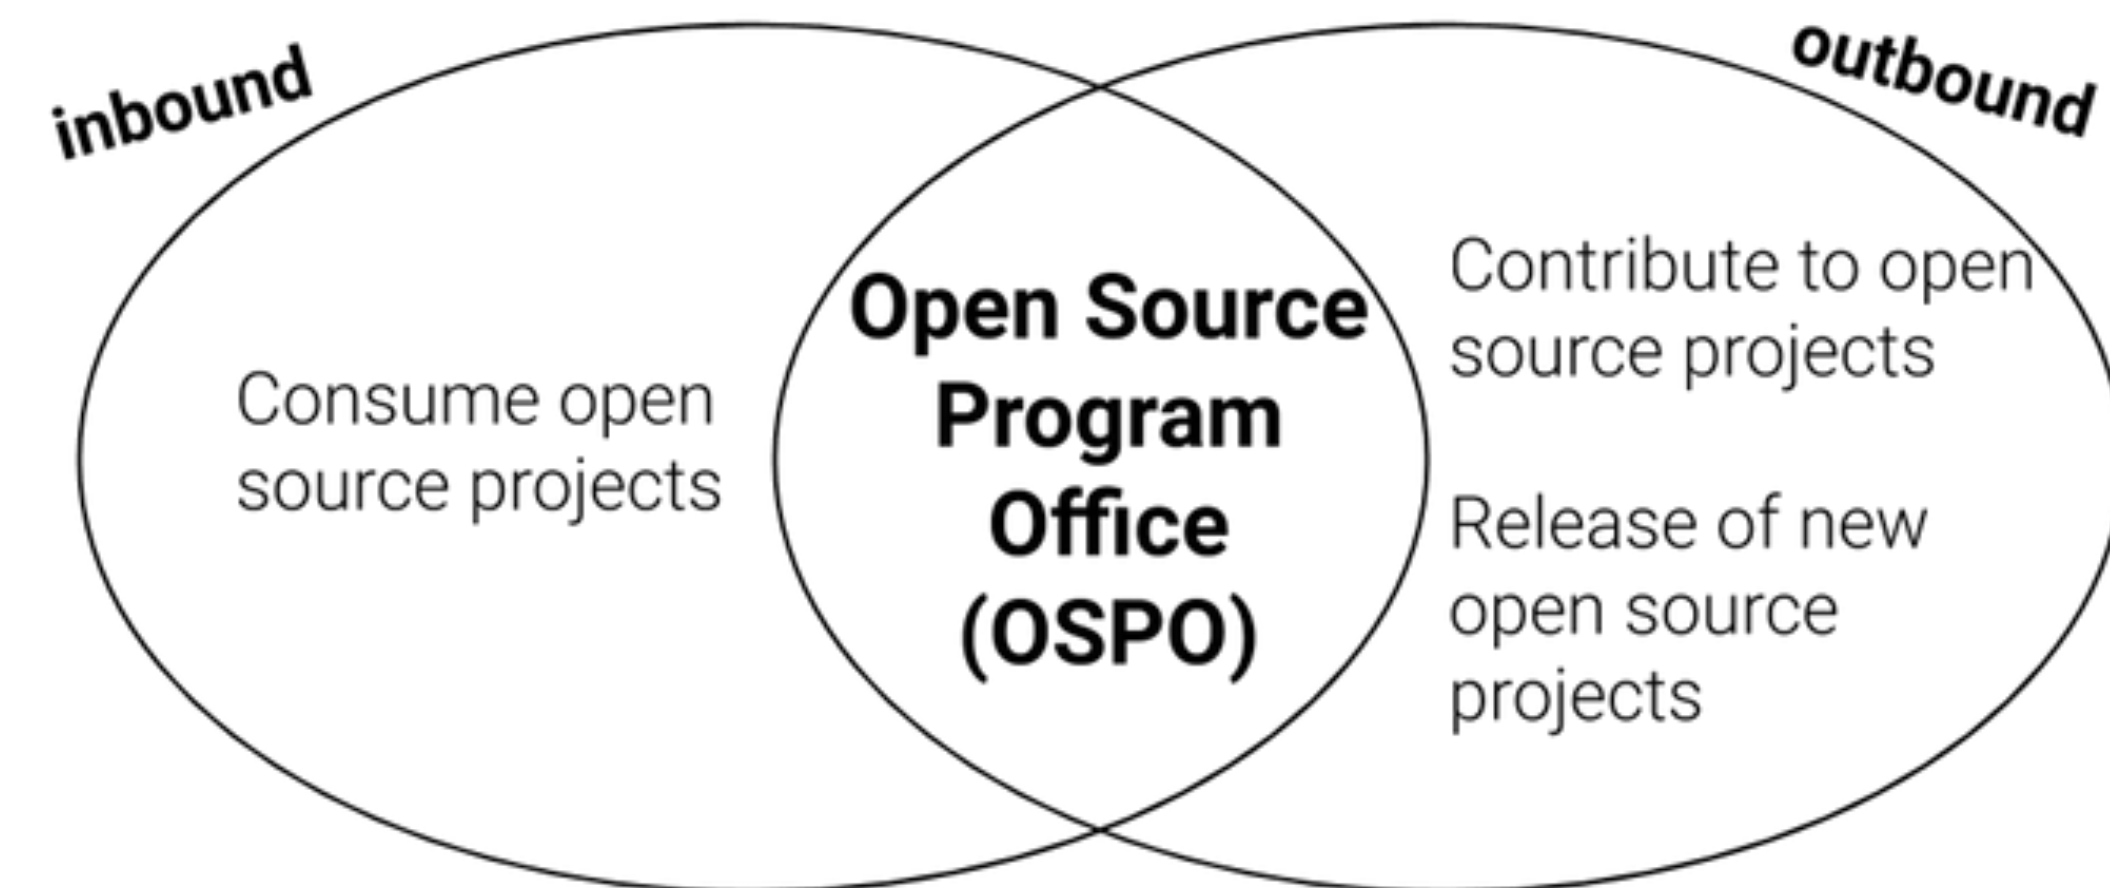 inbound
outbound
Consume open
source projects
Open Source
Program
Office
(OSPO)
Contribute to open
source projects
Release of new
open source
projects